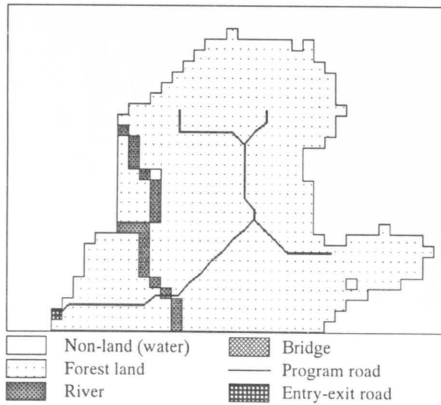 Non-land (water)
Forest land
River
Bridge
Program road
Entry-exit road